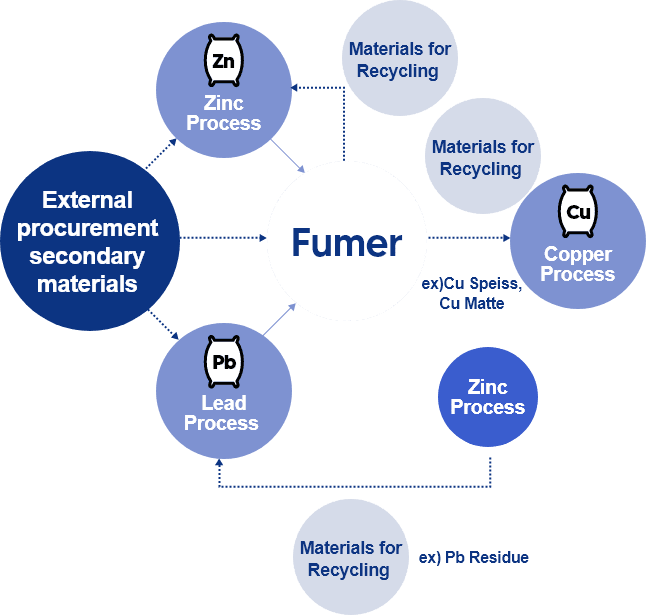 Zn
Zinc
Process
Materials for
Recycling
Materials for
Recycling
External
procurement
secondary
materials
Fumer
Cu
Copper
Process
ex)Cu Speiss,
Cu Matte
Pb
Lead
Process
Zinc
Process
Materials for
Recycling
ex) Pb Residue